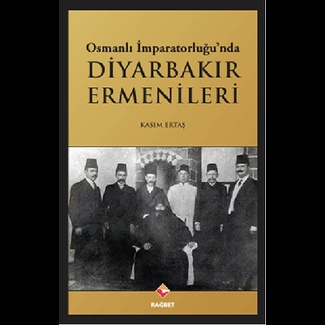 Osmanlı İmparatorluğu'nda
DİYARBAKIR
ERMENİLERİ
KASIM ERTAŞ
RAĞBET